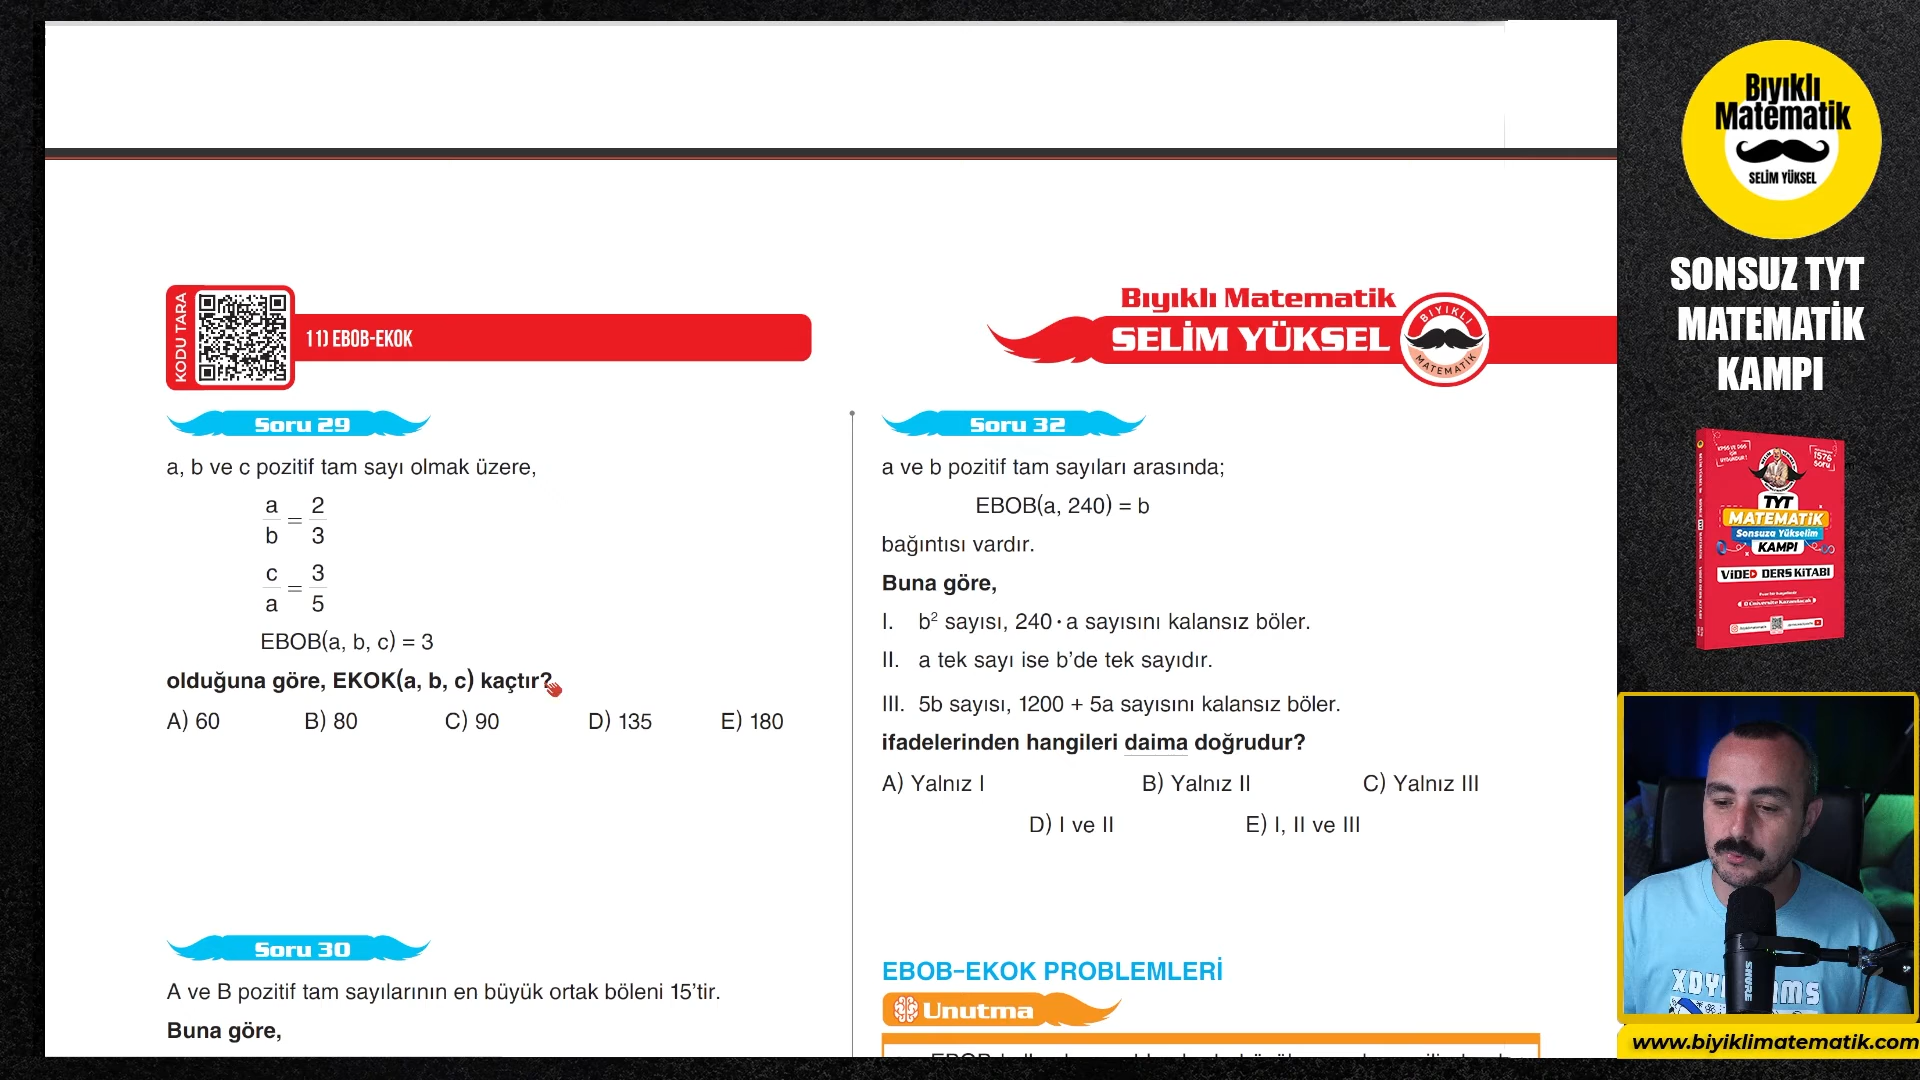 KODU TARA
11) EBOB-EKOK
Bıyıklı Matematik
SELİM YÜKSEL
BIYIKLI
MATEMATİK
Soru 29
a, b ve c pozitif tam sayı olmak üzere,
a/b = 2/3
c/a = 3/5
EBOB(a, b, c) = 3
olduğuna göre, EKOK(a, b, c) kaçtır?
A) 60 B) 80 C) 90 D) 135 E) 180
Soru 30
A ve B pozitif tam sayılarının en büyük ortak böleni 15'tir.
Buna göre,
Soru 32
a ve b pozitif tam sayıları arasında;
EBOB(a, 240) = b
bağıntısı vardır.
Buna göre,
I. b² sayısı, 240 · a sayısını kalansız böler.
II. a tek sayı ise b'de tek sayıdır.
III. 5b sayısı, 1200 + 5a sayısını kalansız böler.
ifadelerinden hangileri daima doğrudur?
A) Yalnız I B) Yalnız II C) Yalnız III
D) I ve II E) I, II ve III
EBOB-EKOK PROBLEMLERİ
Unutma
Bıyıklı
Matematik
SELİM YÜKSEL
SONSUZ TYT
MATEMATİK
KAMPI
1576
soru
TYT
MATEMATİK
Sonsuza Yükselim
KAMPI
VİDEO DERS KİTABI
SHURE
www.biyiklimatematik.com